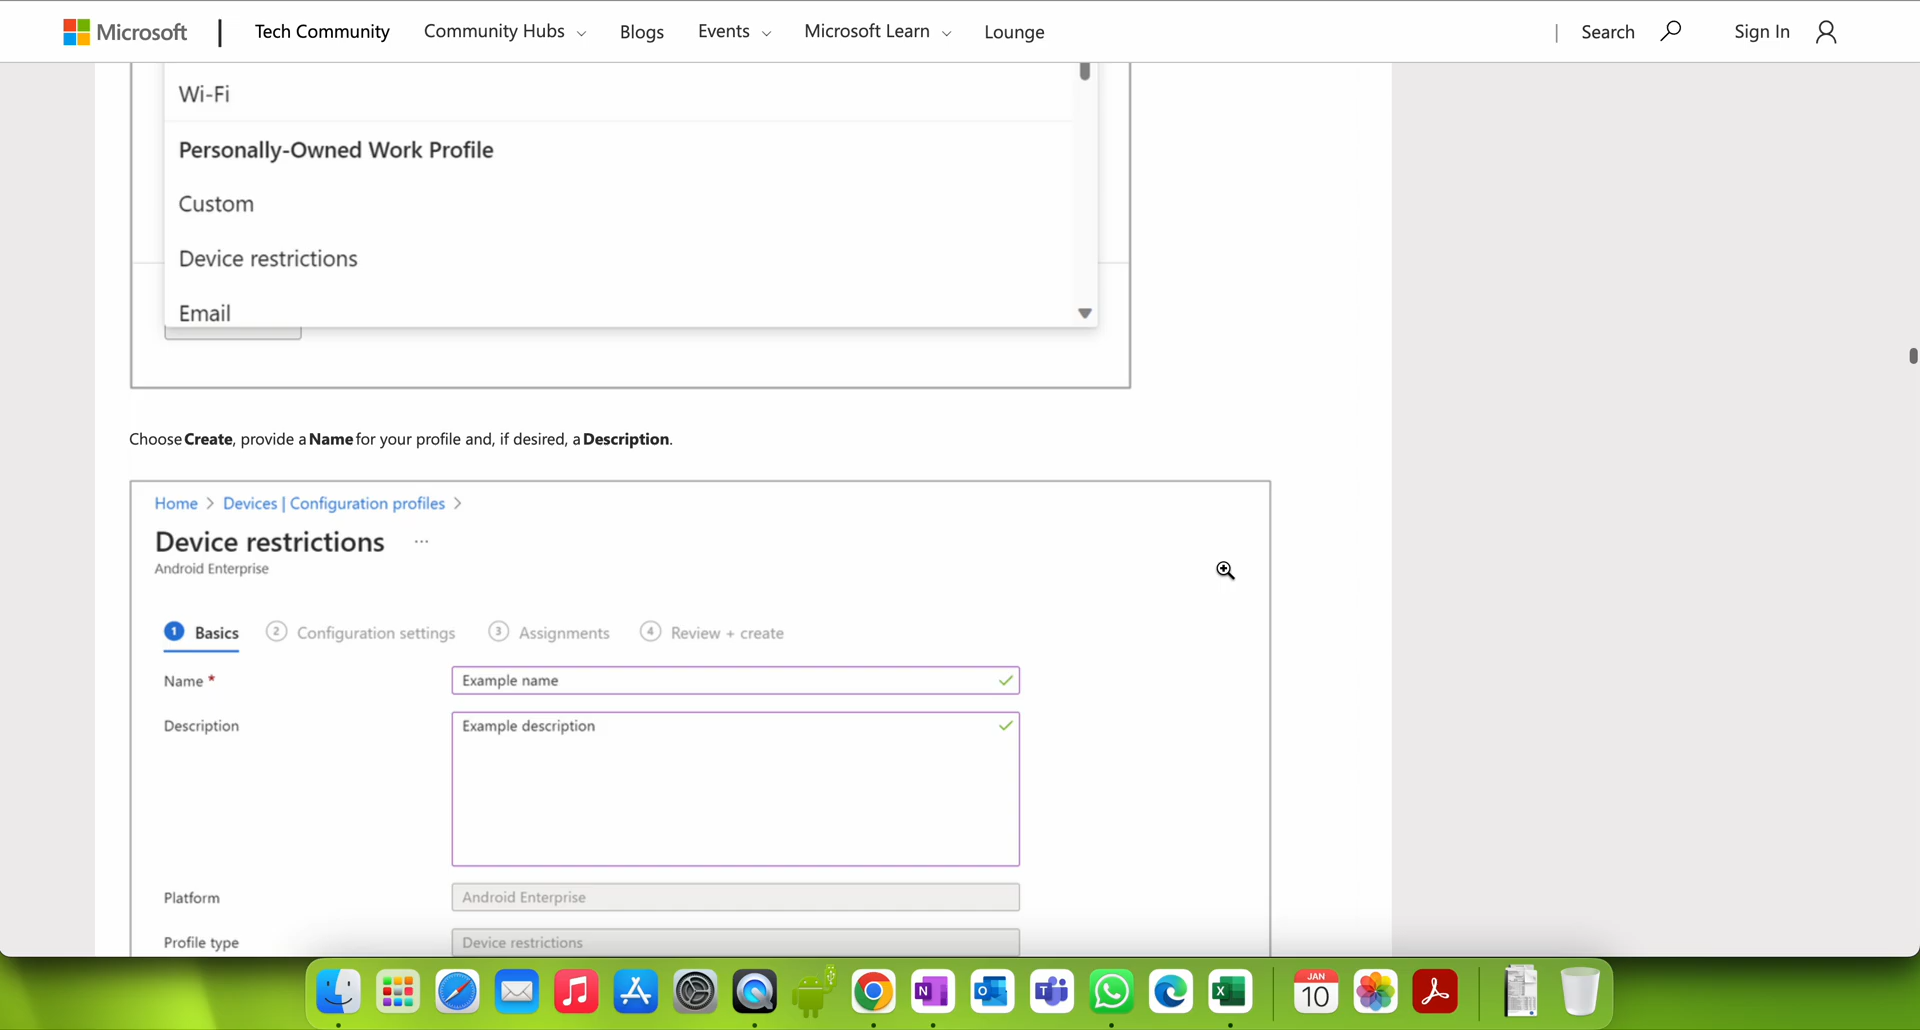 Microsoft
Tech Community
Community Hubs
Blogs
Events
Microsoft Learn
Lounge
Search
Sign In
Wi-Fi
Personally-Owned Work Profile
Custom
Device restrictions
Email
Choose Create, provide a Name for your profile and, if desired, a Description.
Home > Devices | Configuration profiles >
Device restrictions ...
Android Enterprise
1 Basics 2 Configuration settings 3 Assignments 4 Review + create
Name * Example name
Description Example description
Platform Android Enterprise
Profile type Device restrictions
JAN
10